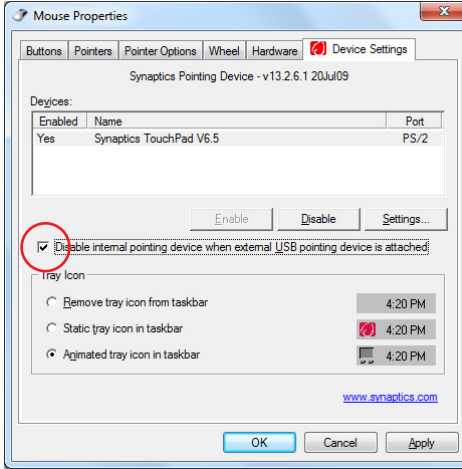 Mouse Properties
Buttons Pointers Pointer Options Wheel Hardware Device Settings
Synaptics Pointing Device - v13.2.6.1 20Jul09
Devices:
Enabled Name Port
Yes Synaptics TouchPad V6.5 PS/2
Enable Disable Settings...
Disable internal pointing device when external USB pointing device is attached
Tray Icon
Remove tray icon from taskbar 4:20 PM
Static tray icon in taskbar 4:20 PM
Animated tray icon in taskbar 4:20 PM
www.synaptics.com
OK Cancel Apply